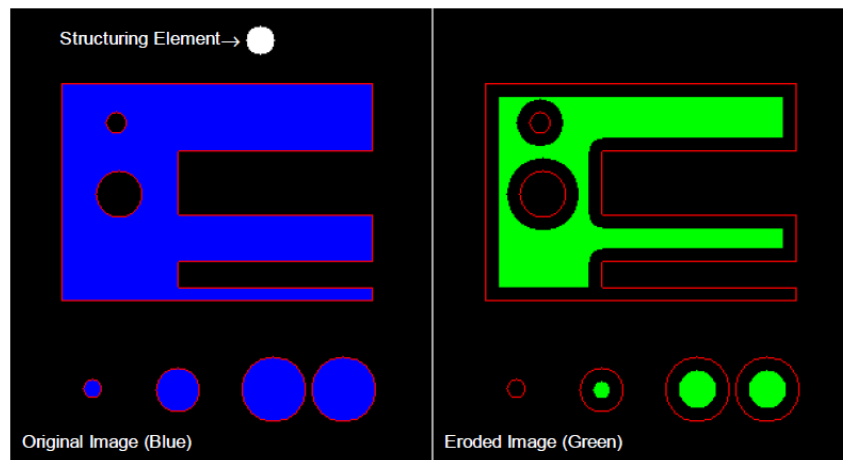 Structuring Element→
Original Image (Blue)
Eroded Image (Green)